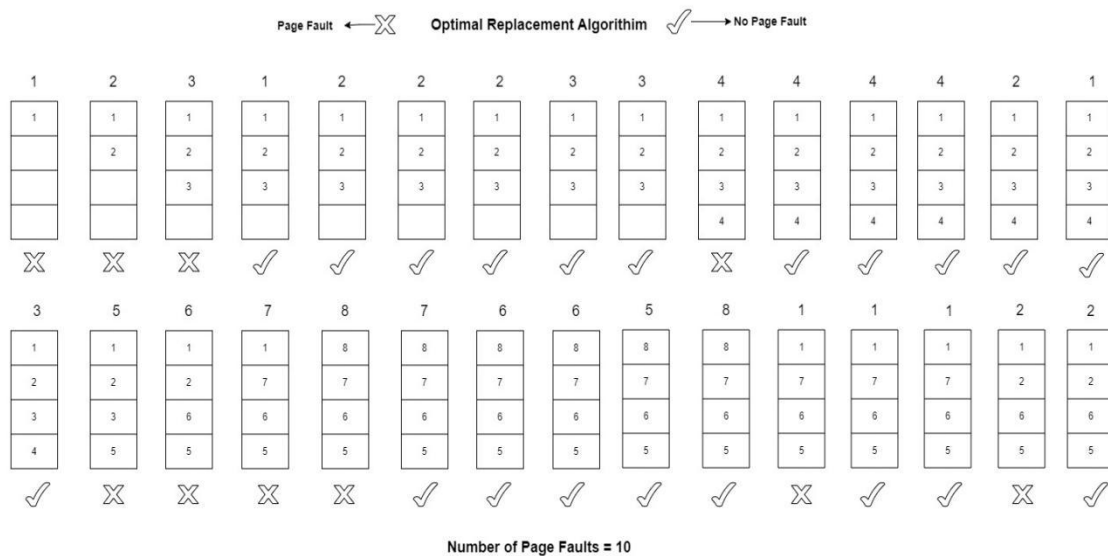 Page Fault Optimal Replacement Algorithim No Page Fault
1 2 3 1 2 2 2 3 3 4 4 4 4 2 1
1 1 1 1 1 1 1 1 1 1 1 1 1 1 1
2 2 2 2 2 2 2 2 2 2 2 2 2 2
3 3 3 3 3 3 3 3 3 3 3 3 3
4 4 4 4 4 4
3 5 6 7 8 7 6 6 5 8 1 1 1 2 2
1 1 1 1 8 8 8 8 8 8 1 1 1 1 1
2 2 2 7 7 7 7 7 7 7 7 7 7 2 2
3 3 6 6 6 6 6 6 6 6 6 6 6 6 6
4 5 5 5 5 5 5 5 5 5 5 5 5 5 5
Number of Page Faults = 10